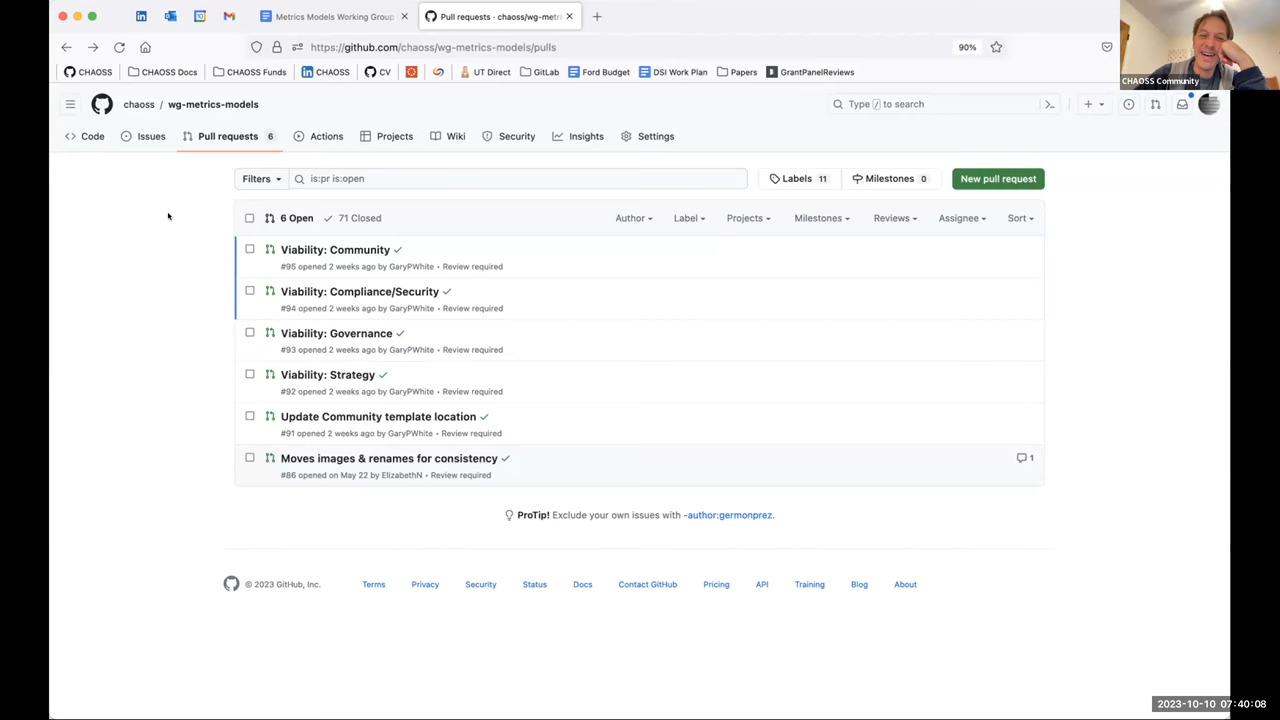 Metrics Models Working Group
Pull requests · chaoss/wg-metri
https://github.com/chaoss/wg-metrics-models/pulls
90%
CHAOSS
CHAOSS Docs
CHAOSS Funds
CHAOSS
CV
UT Direct
GitLab
Ford Budget
DSI Work Plan
Papers
GrantPanelReviews
CHAOSS Community
chaoss / wg-metrics-models
Type / to search
Code
Issues
Pull requests 6
Actions
Projects
Wiki
Security
Insights
Settings
Filters
is:pr is:open
Labels 11
Milestones 0
New pull request
6 Open
71 Closed
Author
Label
Projects
Milestones
Reviews
Assignee
Sort
Viability: Community
#95 opened 2 weeks ago by GaryPWhite • Review required
Viability: Compliance/Security
#94 opened 2 weeks ago by GaryPWhite • Review required
Viability: Governance
#93 opened 2 weeks ago by GaryPWhite • Review required
Viability: Strategy
#92 opened 2 weeks ago by GaryPWhite • Review required
Update Community template location
#91 opened 2 weeks ago by GaryPWhite • Review required
Moves images & renames for consistency
1
#86 opened on May 22 by ElizabethN • Review required
ProTip! Exclude your own issues with -author:germonprez.
© 2023 GitHub, Inc.
Terms
Privacy
Security
Status
Docs
Contact GitHub
Pricing
API
Training
Blog
About
2023-10-10 07:40:08